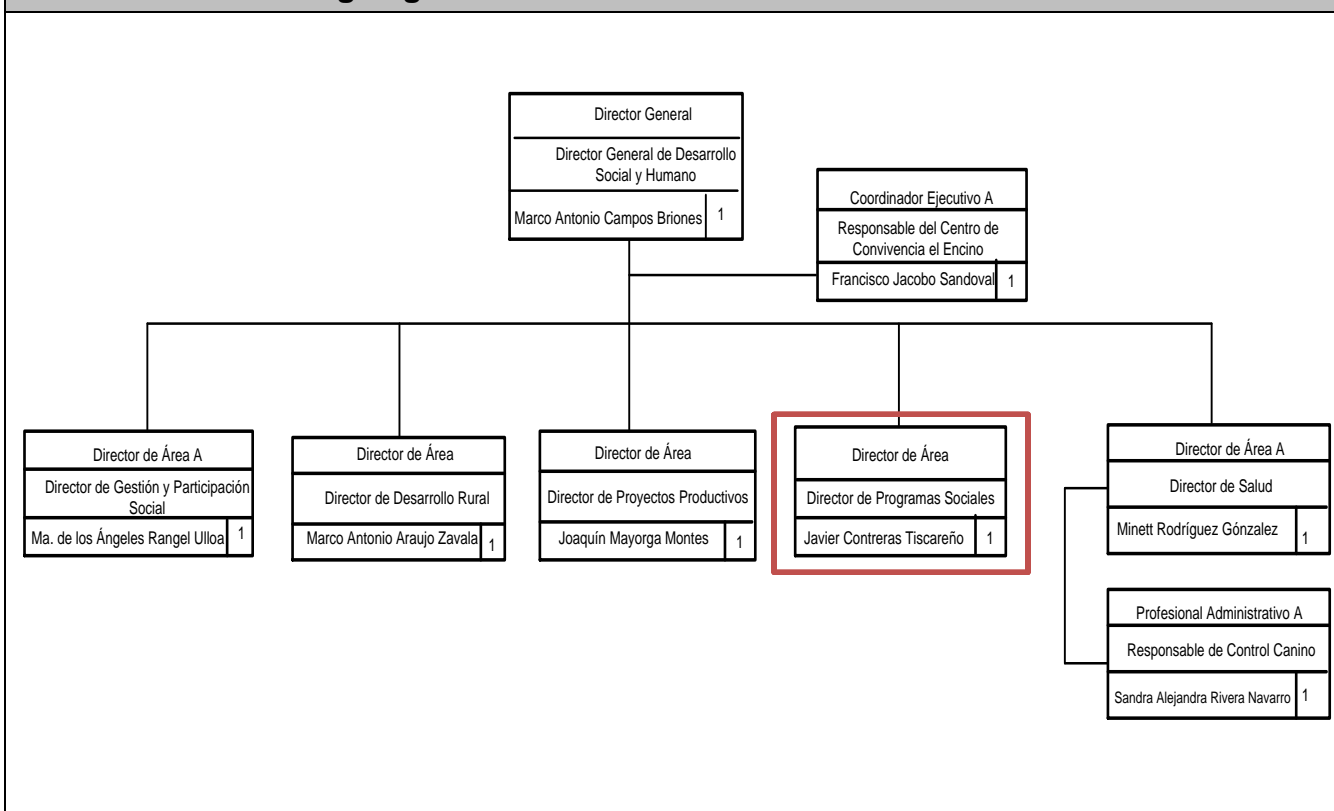 Director General
Director General de Desarrollo
Social y Humano
Marco Antonio Campos Briones 1
Coordinador Ejecutivo A
Responsable del Centro de
Convivencia el Encino
Francisco Jacobo Sandoval 1
Director de Área A
Director de Gestión y Participación
Social
Ma. de los Ángeles Rangel Ulloa 1
Director de Área
Director de Desarrollo Rural
Marco Antonio Araujo Zavala 1
Director de Área
Director de Proyectos Productivos
Joaquín Mayorga Montes 1
Director de Área
Director de Programas Sociales
Javier Contreras Tiscareño 1
Director de Área A
Director de Salud
Minett Rodríguez Gónzalez 1
Profesional Administrativo A
Responsable de Control Canino
Sandra Alejandra Rivera Navarro 1